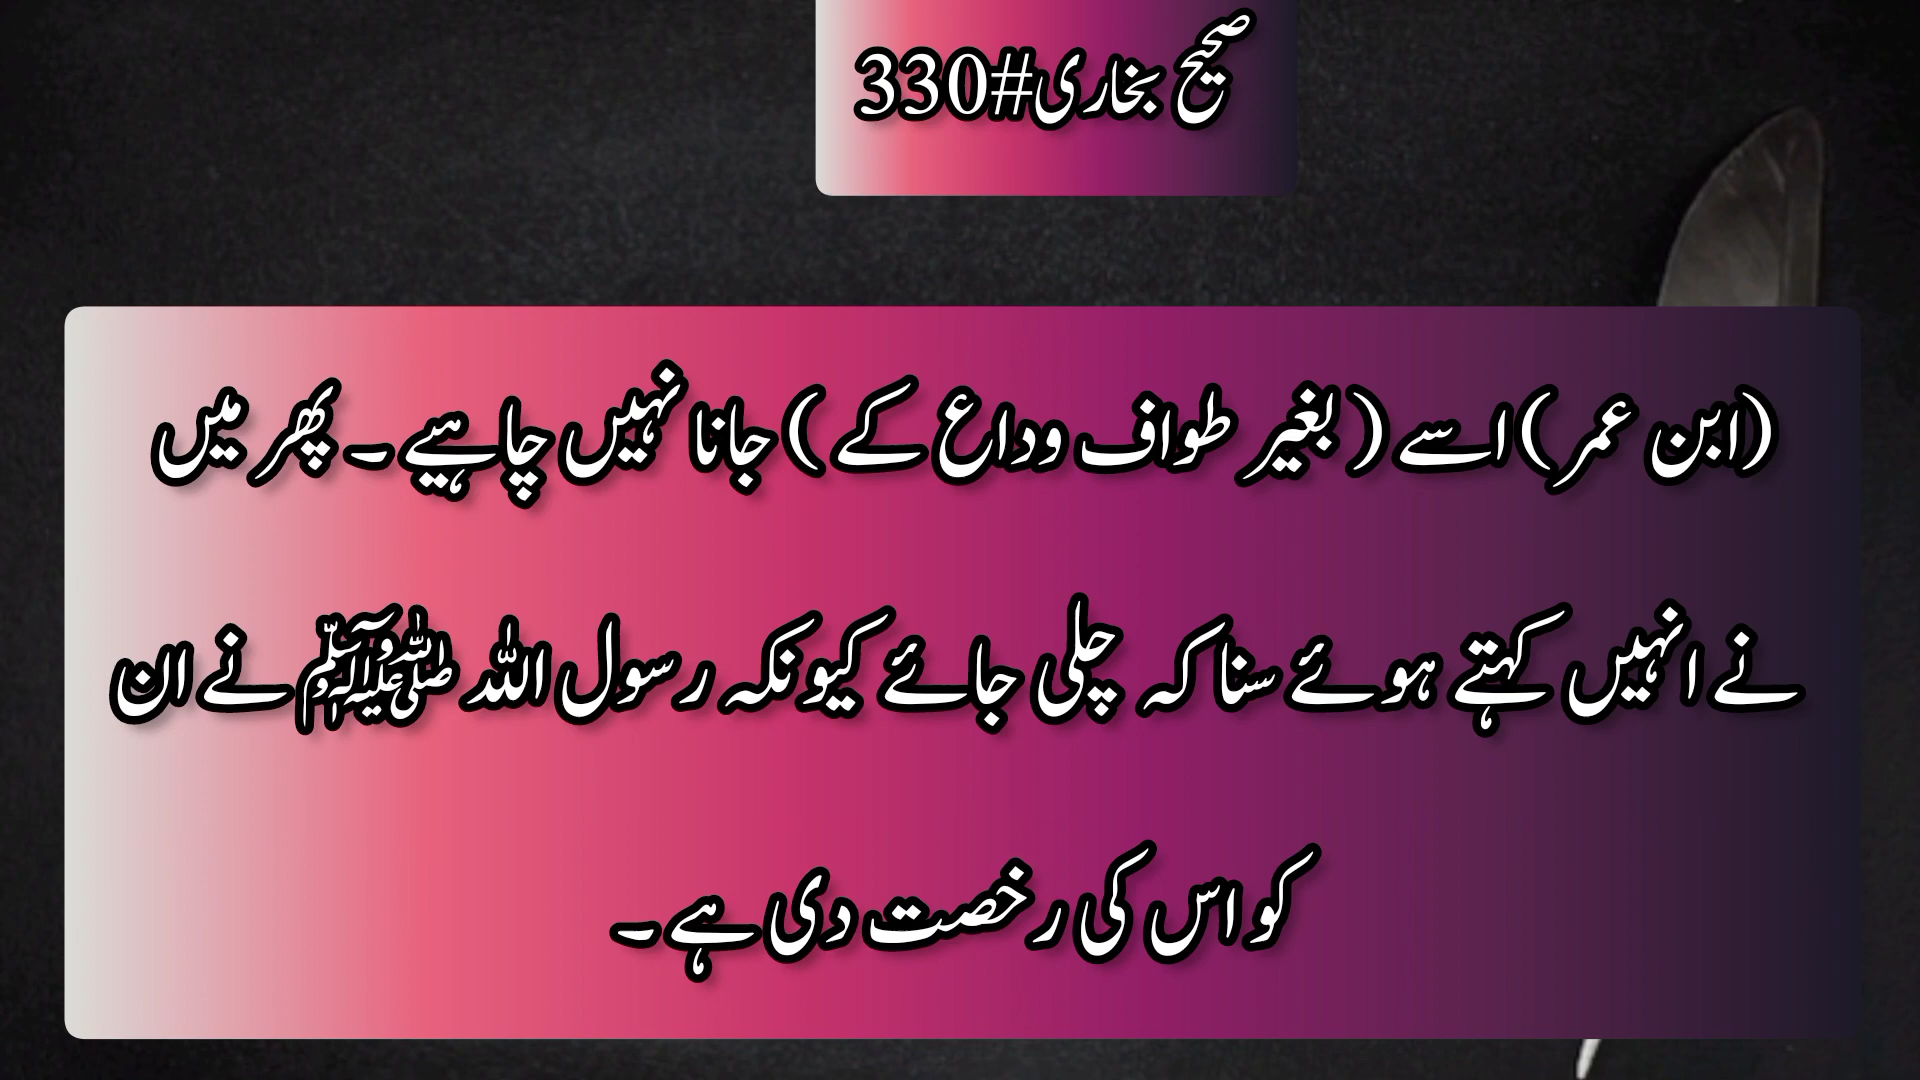 صحیح بخاری#330
(ابن عمر) اسے ( بغیر طواف وداع کے ) جانا نہیں چاہیے ۔ پھر میں
نے انہیں کہتے ہوئے سنا کہ چلی جائے کیونکہ رسول اللہ ﷺ نے ان
کو اس کی رخصت دی ہے ۔